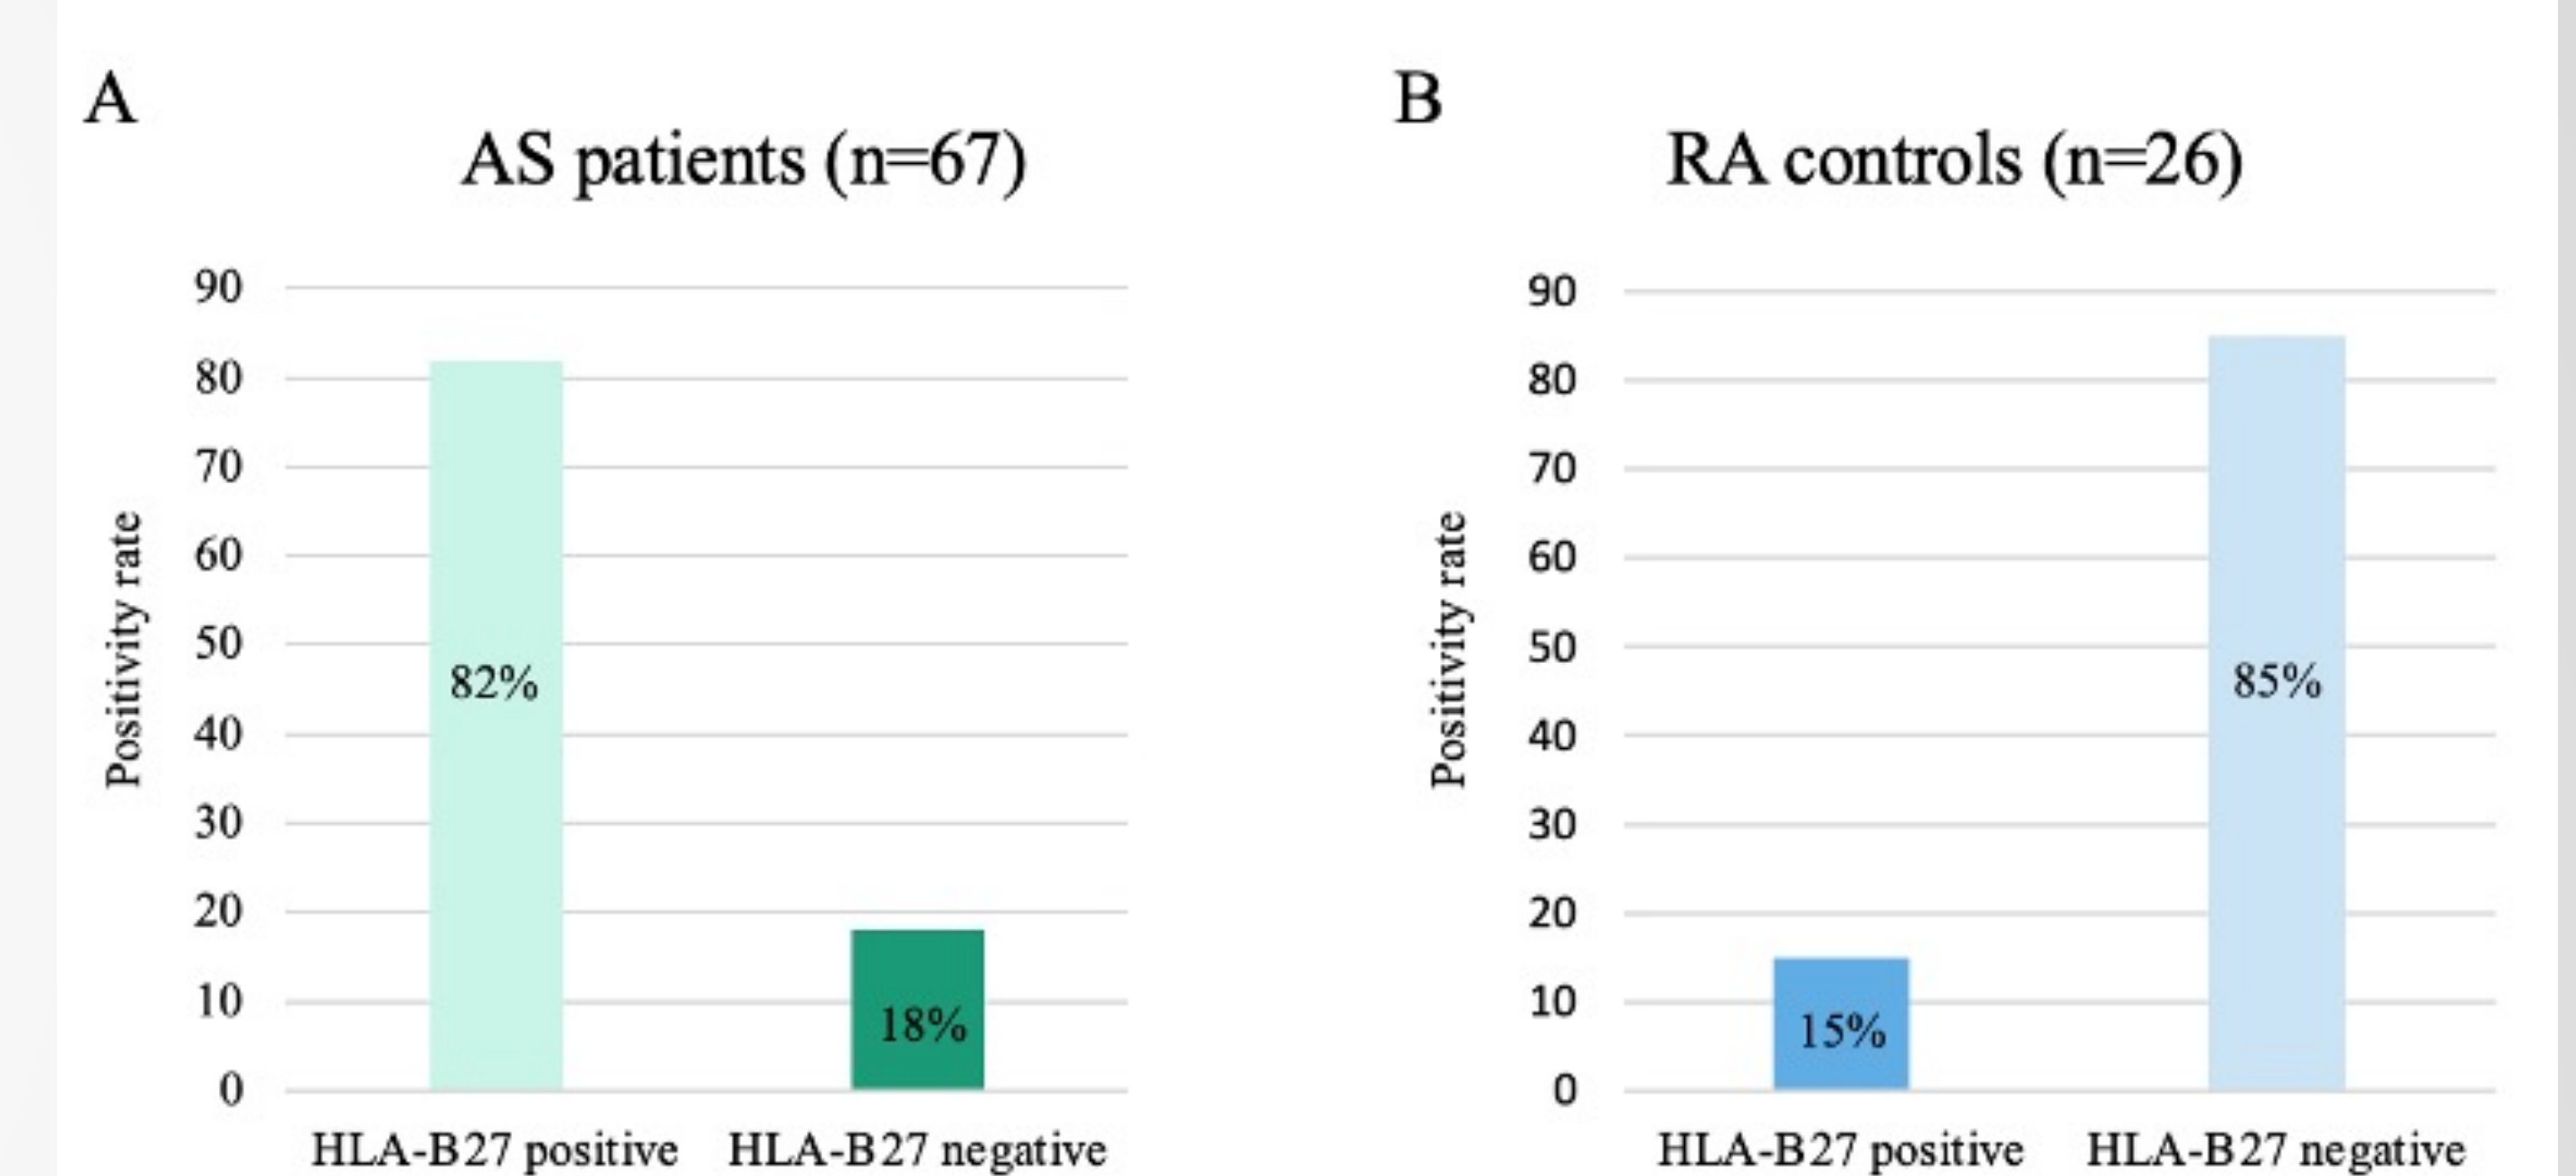 A
AS patients (n=67)
90
80
70
60
50
40
30
20
10
0
Positivity rate
82%
18%
HLA-B27 positive
HLA-B27 negative
B
RA controls (n=26)
90
80
70
60
50
40
30
20
10
0
Positivity rate
15%
85%
HLA-B27 positive
HLA-B27 negative